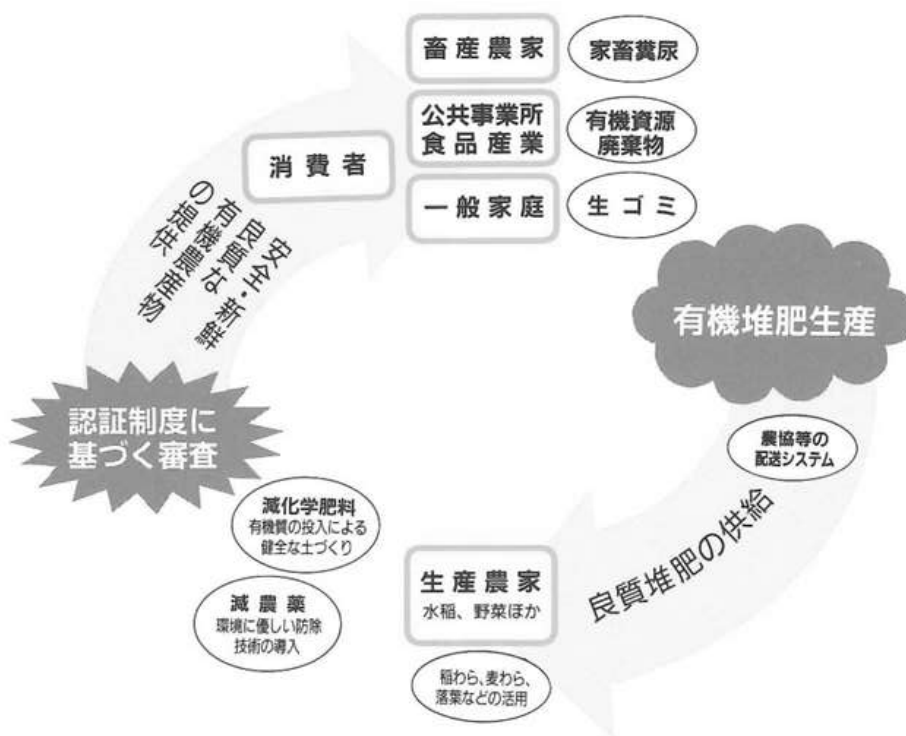 畜産農家
家畜糞尿
公共事業所
食品産業
有機資源
廃棄物
消費者
一般家庭
生ゴミ
安全・新鮮
良質な
有機農産物
の提供
有機堆肥生産
認証制度に
基づく審査
農協等の
配送システム
良質堆肥の供給
減化学肥料
有機質の投入による
健全な土づくり
生産農家
水稲、野菜ほか
減農薬
環境に優しい防除
技術の導入
稲わら、麦わら、
落葉などの活用